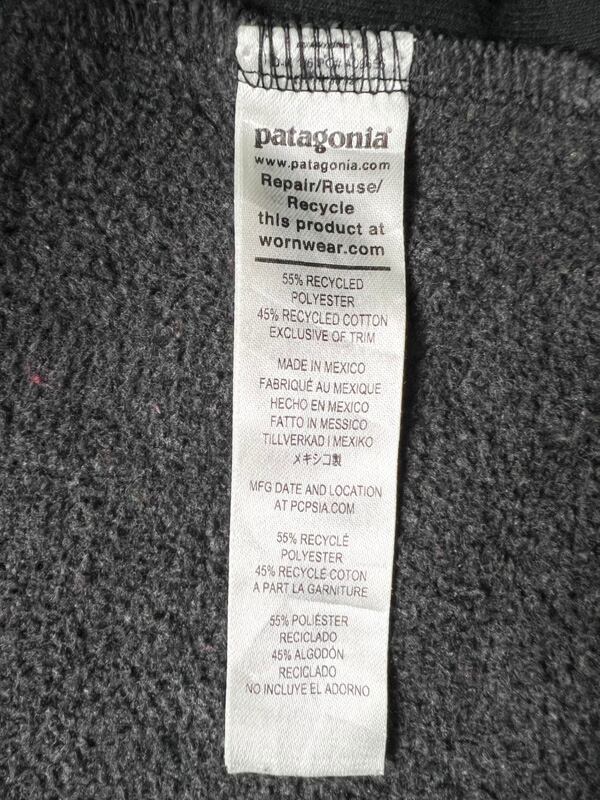 patagonia®
www.patagonia.com
Repair/Reuse/
Recycle
this product at
wornwear.com
55% RECYCLED
POLYESTER
45% RECYCLED COTTON
EXCLUSIVE OF TRIM
MADE IN MEXICO
FABRIQUÉ AU MEXIQUE
HECHO EN MEXICO
FATTO IN MESSICO
TILLVERKAD I MEXIKO
メキシコ製
MFG DATE AND LOCATION
AT PCPSIA.COM
55% RECYCLÉ
POLYESTER
45% RECYCLÉ COTON
A PART LA GARNITURE
55% POLIÉSTER
RECICLADO
45% ALGODÓN
RECICLADO
NO INCLUYE EL ADORNO